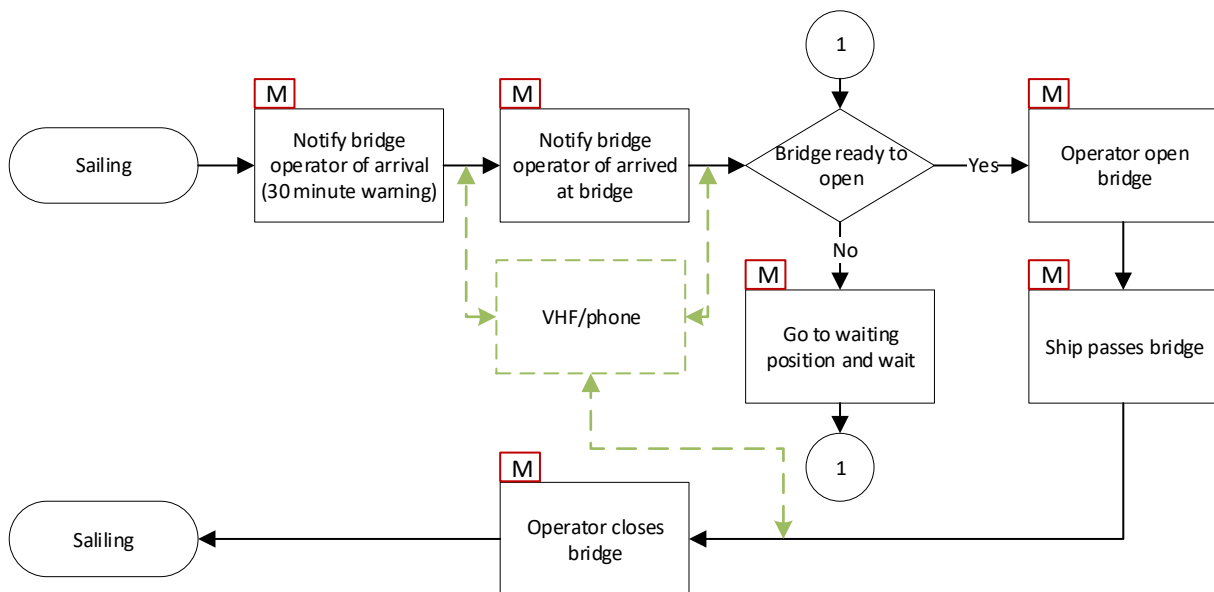 1
M
M
M
Sailing
Notify bridge
operator of arrival
(30 minute warning)
Notify bridge
operator of arrived
at bridge
Bridge ready to
open
Yes
Operator open
bridge
No
M
M
VHF/phone
Go to waiting
position and wait
Ship passes bridge
1
M
Saliling
Operator closes
bridge